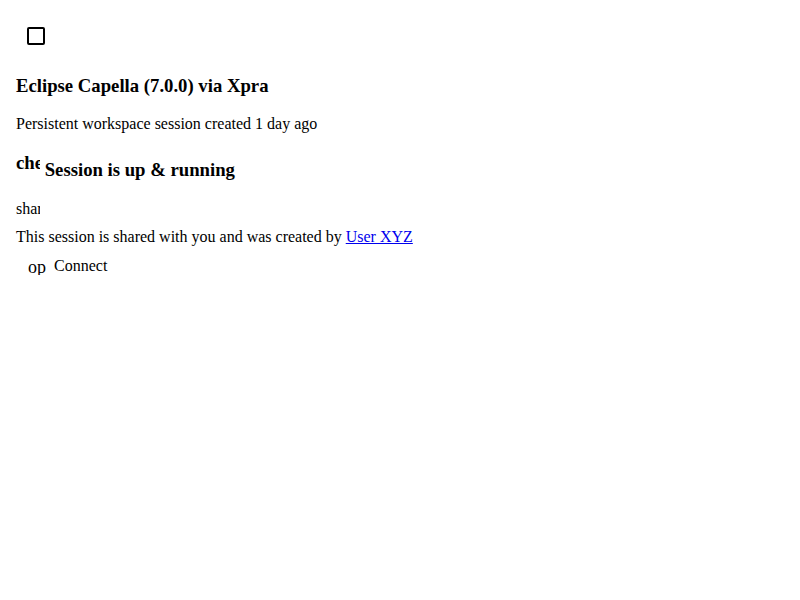 Eclipse Capella (7.0.0) via Xpra
Persistent workspace session created 1 day ago
che Session is up & running
shar
This session is shared with you and was created by User XYZ
op Connect